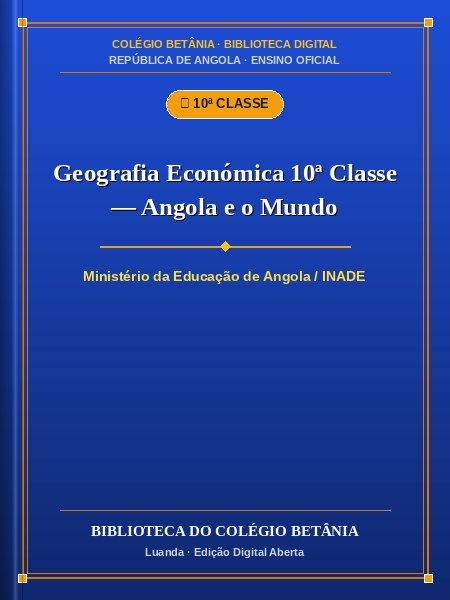 COLÉGIO BETÂNIA · BIBLIOTECA DIGITAL
REPÚBLICA DE ANGOLA · ENSINO OFICIAL
10ª CLASSE
Geografia Económica 10ª Classe
— Angola e o Mundo
Ministério da Educação de Angola / INADE
BIBLIOTECA DO COLÉGIO BETÂNIA
Luanda · Edição Digital Aberta